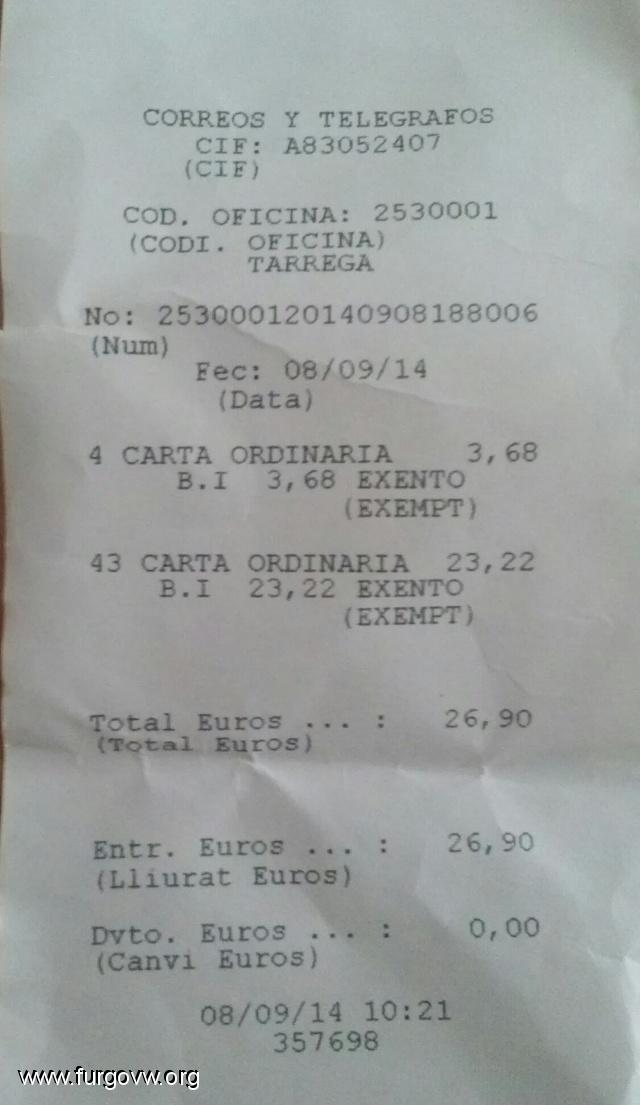 CORREOS Y TELEGRAFOS
CIF: A83052407
(CIF)
COD. OFICINA: 2530001
(CODI. OFICINA)
TARREGA
No: 2530001201409081 88006
(Num)
Fec: 08/09/14
(Data)
4 CARTA ORDINARIA 3,68
B.I 3,68 EXENTO
(EXEMPT)
43 CARTA ORDINARIA 23,22
B.I 23,22 EXENTO
(EXEMPT)
Total Euros ... : 26,90
(Total Euros)
Entr. Euros ... : 26,90
(Lliurat Euros)
Dvto. Euros ... : 0,00
(Canvi Euros)
08/09/14 10:21
357698
www.furgovw.org